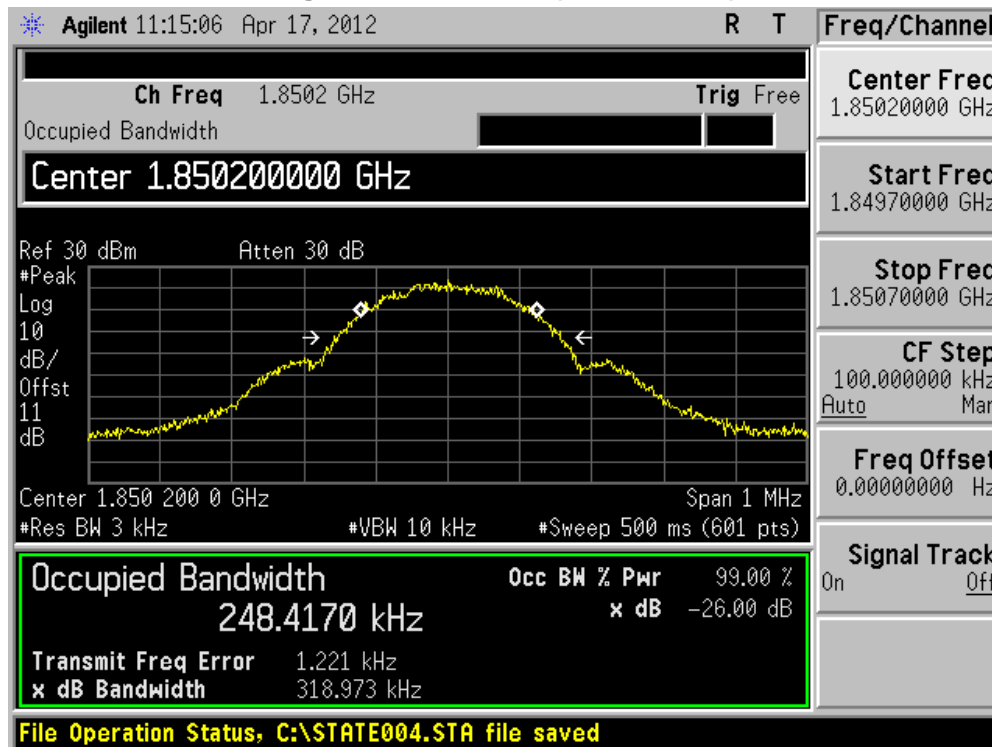 Agilent 11:15:06 Apr 17, 2012 R T
Freq/Channel
Ch Freq 1.8502 GHz Trig Free
Occupied Bandwidth
Center 1.850200000 GHz
Ref 30 dBm Atten 30 dB
#Peak
Log
10
dB/
Offst
11
dB
Center 1.850 200 0 GHz Span 1 MHz
#Res BW 3 kHz #VBW 10 kHz #Sweep 500 ms (601 pts)
Occupied Bandwidth
248.4170 kHz
Occ BW % Pwr 99.00 %
x dB -26.00 dB
Transmit Freq Error 1.221 kHz
x dB Bandwidth 318.973 kHz
Center Freq
1.85020000 GHz
Start Freq
1.84970000 GHz
Stop Freq
1.85070000 GHz
CF Step
100.000000 kHz
Auto Man
Freq Offset
0.00000000 Hz
Signal Track
On Off
File Operation Status, C:\STATE004.STA file saved